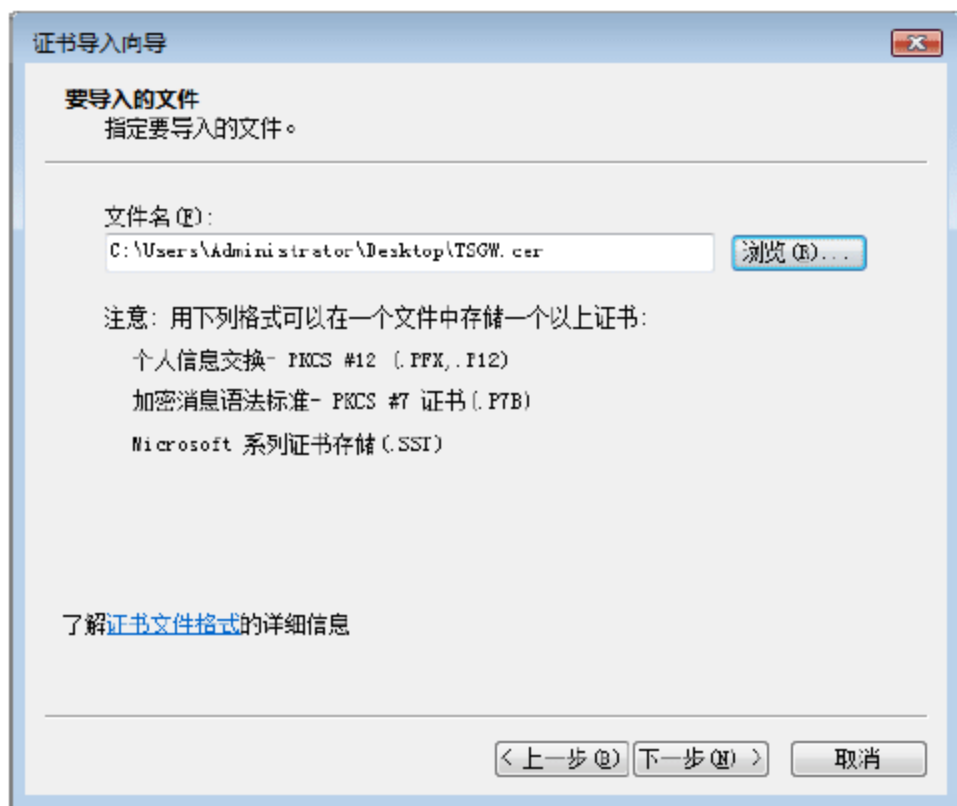 证书导入向导
要导入的文件
指定要导入的文件。
文件名(F):
C:\Users\Administrator\Desktop\TSGW.cer
浏览(R)...
注意: 用下列格式可以在一个文件中存储一个以上证书:
个人信息交换- PKCS #12 (.PFX,.P12)
加密消息语法标准- PKCS #7 证书(.P7B)
Microsoft 系列证书存储(.SST)
了解证书文件格式的详细信息
< 上一步(B) 下一步(N) > 取消